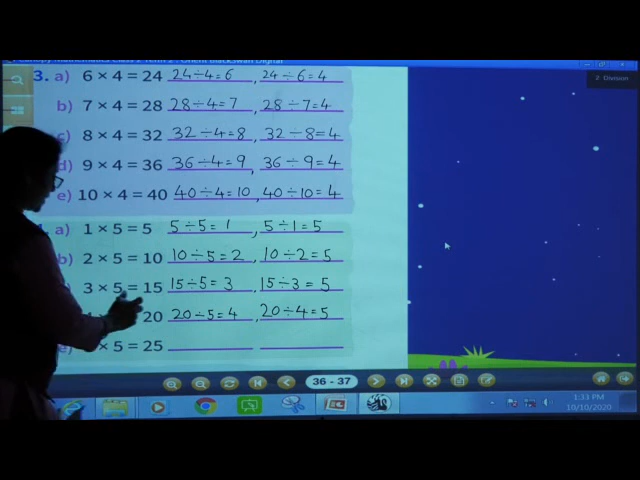 2 Division
3. a) 6 × 4 = 24 24÷4=6 , 24÷6=4
b) 7 × 4 = 28 28÷4=7 , 28÷7=4
c) 8 × 4 = 32 32÷4=8 , 32÷8=4
d) 9 × 4 = 36 36÷4=9 , 36÷9=4
e) 10 × 4 = 40 40÷4=10 , 40÷10=4
a) 1 × 5 = 5 5÷5=1 , 5÷1=5
b) 2 × 5 = 10 10÷5=2 , 10÷2=5
3 × 5 = 15 15÷5=3 , 15÷3=5
20 20÷5=4 , 20÷4=5
× 5 = 25
36 - 37
1:33 PM
10/10/2020